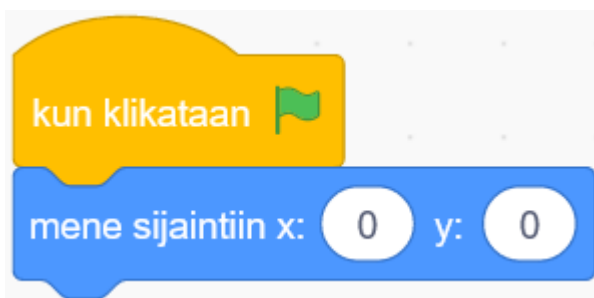 kun klikataan
mene sijaintiin x: 0 y: 0